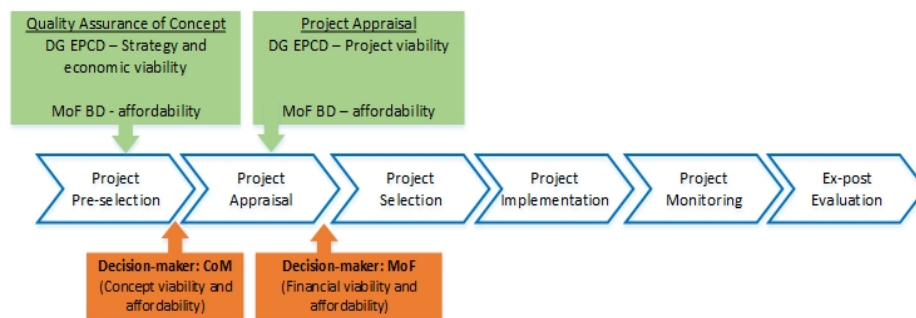 Quality Assurance of Concept
DG EPCD – Strategy and
economic viability
MoF BD - affordability
Project Appraisal
DG EPCD – Project viability
MoF BD – affordability
Project
Pre-selection
Project
Appraisal
Project
Selection
Project
Implementation
Project
Monitoring
Ex-post
Evaluation
Decision-maker: CoM
(Concept viability and
affordability)
Decision-maker: MoF
(Financial viability and
affordability)